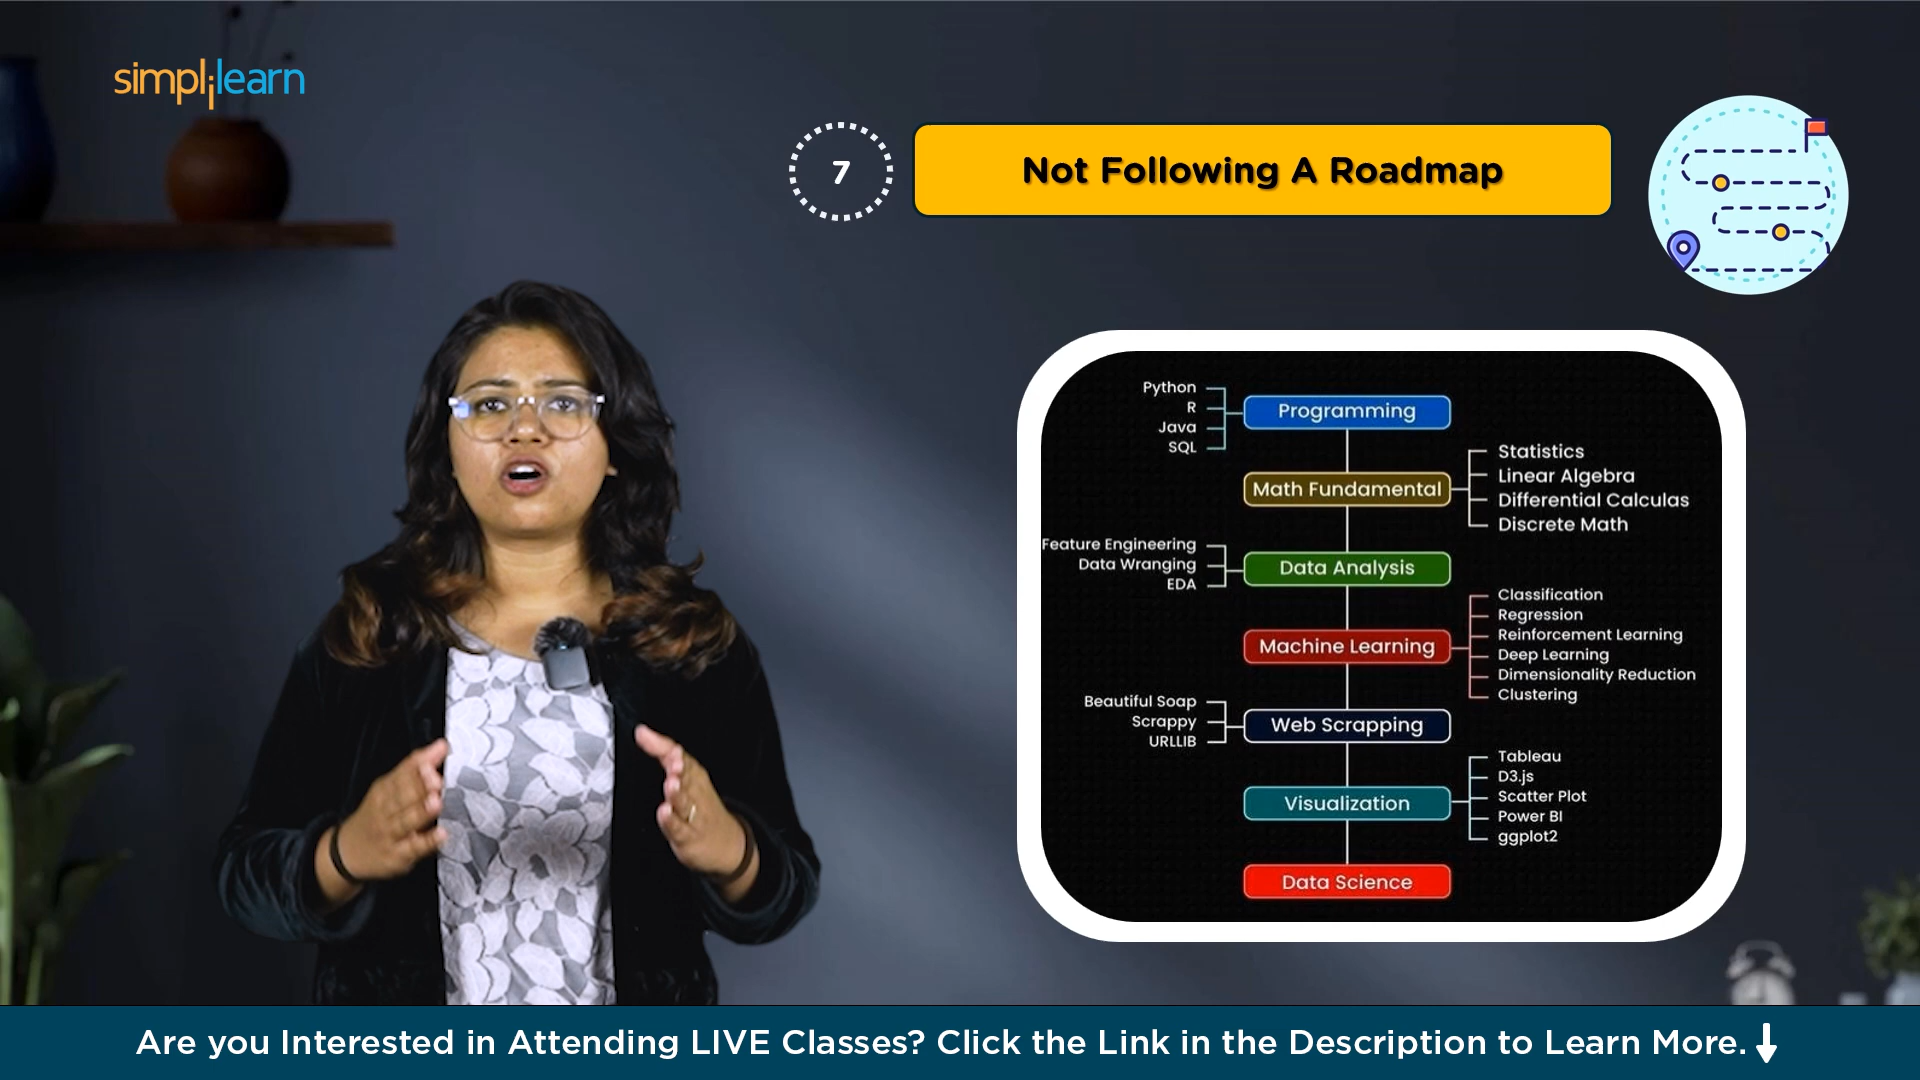 simplilearn
7
Not Following A Roadmap
Python
R
Java
SQL
Programming
Math Fundamental
Statistics
Linear Algebra
Differential Calculas
Discrete Math
Feature Engineering
Data Wranging
EDA
Data Analysis
Machine Learning
Classification
Regression
Reinforcement Learning
Deep Learning
Dimensionality Reduction
Clustering
Beautiful Soap
Scrappy
URLLIB
Web Scrapping
Visualization
Tableau
D3.js
Scatter Plot
Power BI
ggplot2
Data Science
Are you Interested in Attending LIVE Classes? Click the Link in the Description to Learn More.